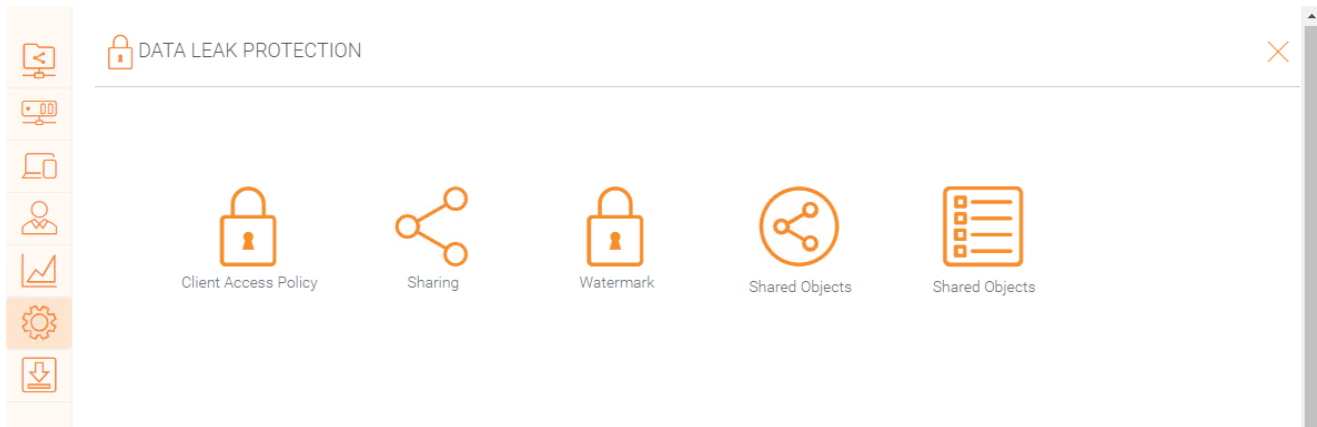 DATA LEAK PROTECTION
Client Access Policy
Sharing
Watermark
Shared Objects
Shared Objects